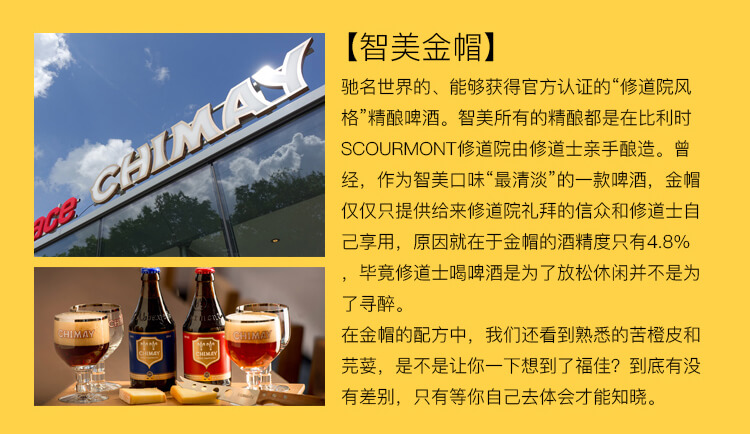 【智美金帽】
驰名世界的、能够获得官方认证的“修道院风
格”精酿啤酒。智美所有的精酿都是在比利时
SCOURMONT修道院由修道士亲手酿造。曾
经，作为智美口味“最清淡”的一款啤酒，金帽
仅仅只提供给来修道院礼拜的信众和修道士自
己享用，原因就在于金帽的酒精度只有4.8%
，毕竟修道士喝啤酒是为了放松休闲并不是为
了寻醉。
在金帽的配方中，我们还看到熟悉的苦橙皮和
芫荽，是不是让你一下想到了福佳？到底有没
有差别，只有等你自己去体会才能知晓。
ace CHIMAY
CHIMAY
CHIMAY
CHIMAY
CHIMAY